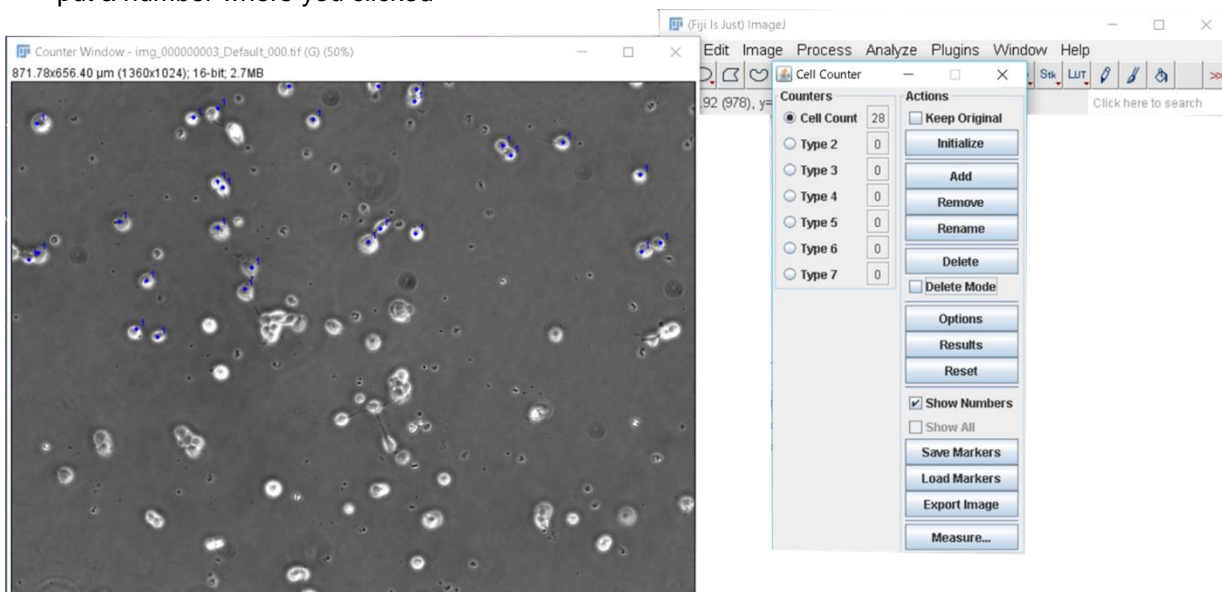 put a number where you clicked
(Fiji Is Just) ImageJ
Edit Image Process Analyze Plugins Window Help
Stk LUT >>
.92 (978), y=
Click here to search
Counter Window - img_000000003_Default_000.tif (G) (50%)
871.78x656.40 µm (1360x1024); 16-bit; 2.7MB
Cell Counter
Counters
Cell Count 28
Type 2 0
Type 3 0
Type 4 0
Type 5 0
Type 6 0
Type 7 0
Actions
Keep Original
Initialize
Add
Remove
Rename
Delete
Delete Mode
Options
Results
Reset
Show Numbers
Show All
Save Markers
Load Markers
Export Image
Measure...